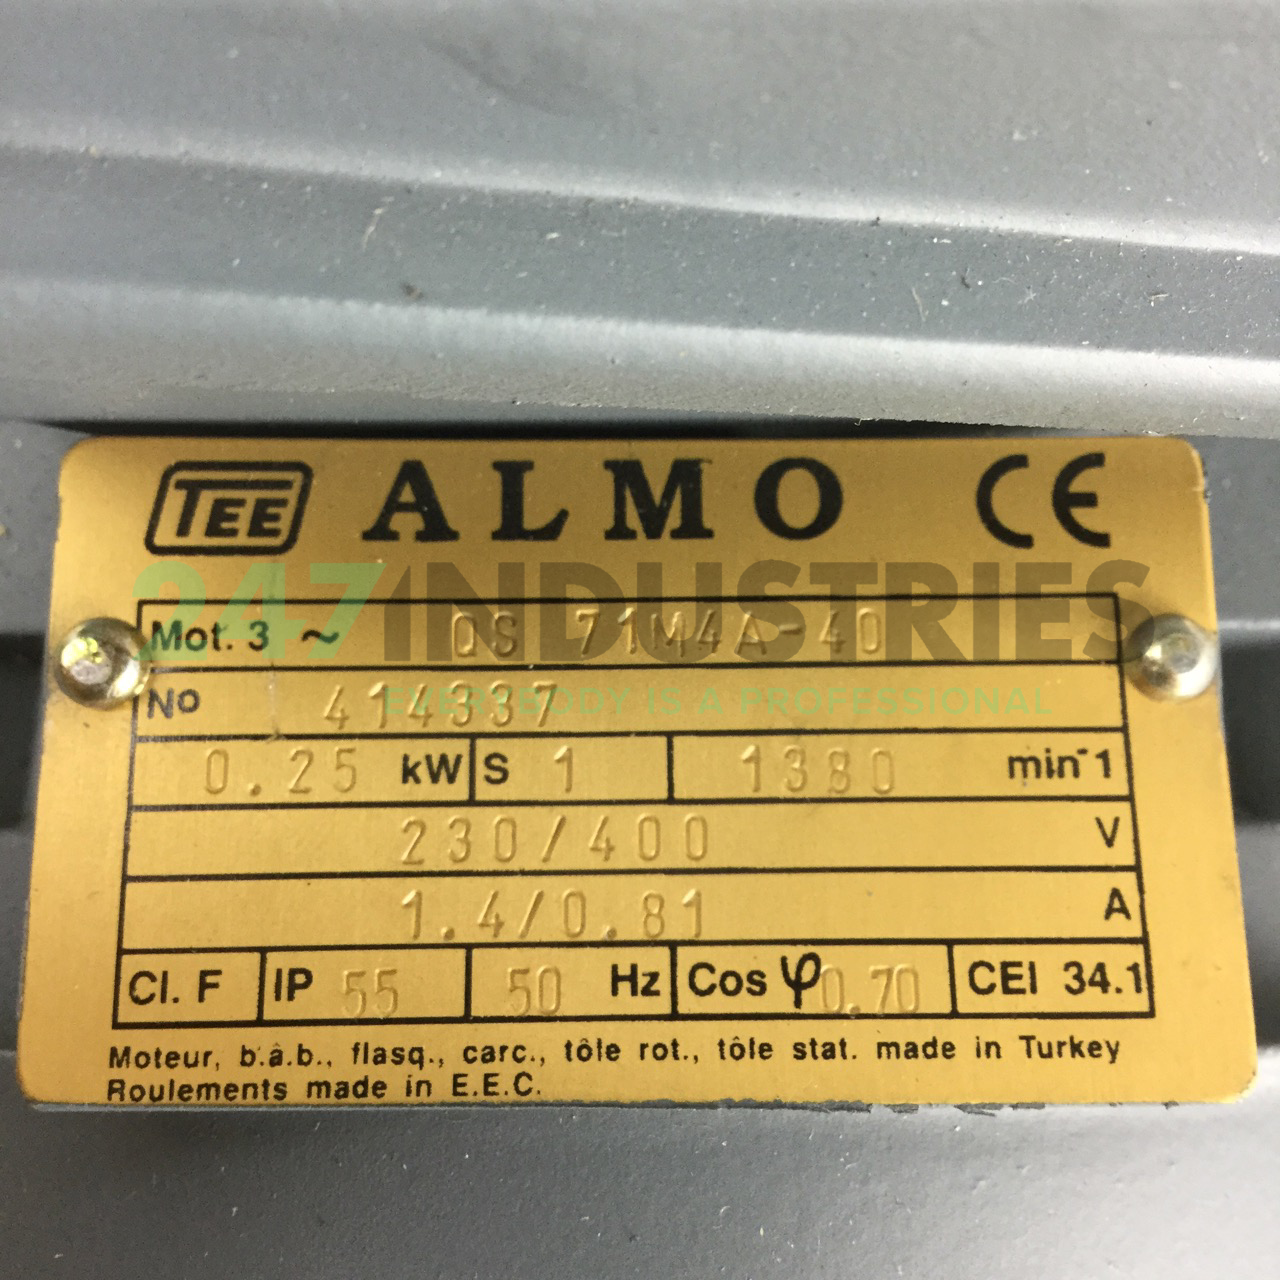 TEE ALMO CE
247INDUSTRIES
Mot. 3 ~ QS 71M4A-40
EVERYBODY IS A PROFESSIONAL
No 414337
0.25 kW S 1 1380 min-1
230/400 V
1.4/0.81 A
Cl. F IP 55 50 Hz Cos φ 0.70 CEI 34.1
Moteur, b.à.b., flasq., carc., tôle rot., tôle stat. made in Turkey
Roulements made in E.E.C.